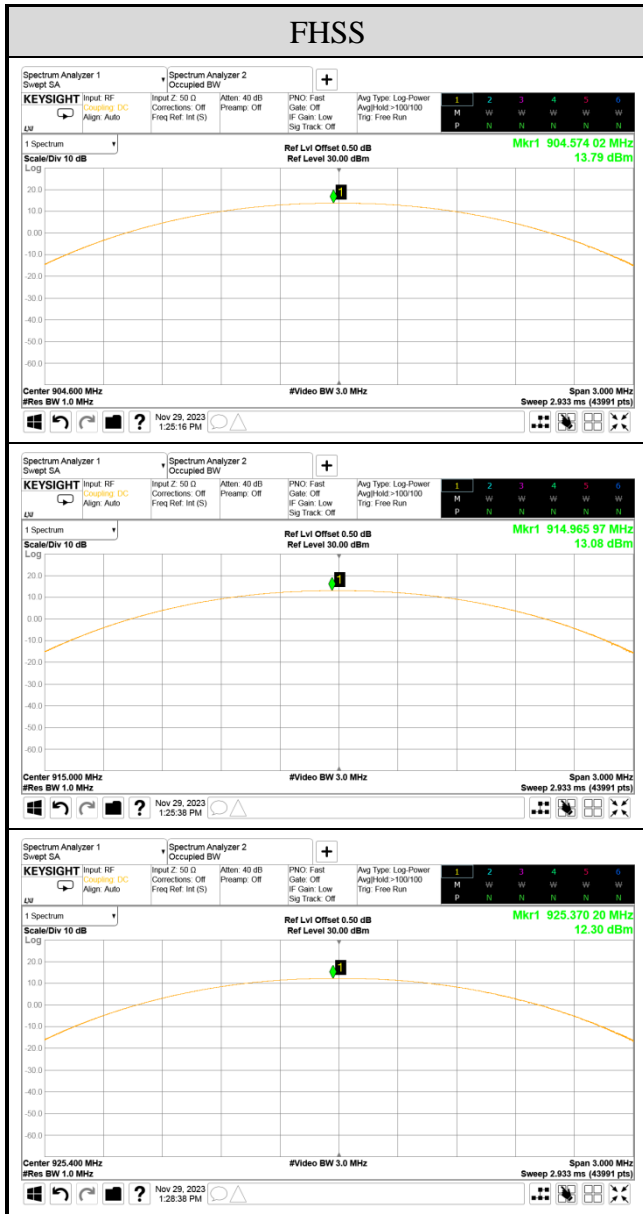 FHSS
Spectrum Analyzer 1
Swept SA
Spectrum Analyzer 2
Occupied BW
+
KEYSIGHT Input: RF Input Z: 50 Ω Atten: 40 dB PNO: Fast Avg Type: Log-Power 1 2 3 4 5 6
Coupling: DC Corrections: Off Preamp: Off Gate: Off Avg|Hold:>100/100 M W W W W W
Align: Auto Freq Ref: Int (S) IF Gain: Low Trig: Free Run
LXI Sig Track: Off P N N N N N
1 Spectrum Ref Lvl Offset 0.50 dB Mkr1 904.574 02 MHz
Scale/Div 10 dB Ref Level 30.00 dBm 13.79 dBm
Log
1
20.0
10.0
0.00
-10.0
-20.0
-30.0
-40.0
-50.0
-60.0
Center 904.600 MHz #Video BW 3.0 MHz Span 3.000 MHz
#Res BW 1.0 MHz Sweep 2.933 ms (43991 pts)
? Nov 29, 2023
1:25:16 PM
Spectrum Analyzer 1
Swept SA
Spectrum Analyzer 2
Occupied BW
+
KEYSIGHT Input: RF Input Z: 50 Ω Atten: 40 dB PNO: Fast Avg Type: Log-Power 1 2 3 4 5 6
Coupling: DC Corrections: Off Preamp: Off Gate: Off Avg|Hold:>100/100 M W W W W W
Align: Auto Freq Ref: Int (S) IF Gain: Low Trig: Free Run
LXI Sig Track: Off P N N N N N
1 Spectrum Ref Lvl Offset 0.50 dB Mkr1 914.965 97 MHz
Scale/Div 10 dB Ref Level 30.00 dBm 13.08 dBm
Log
1
20.0
10.0
0.00
-10.0
-20.0
-30.0
-40.0
-50.0
-60.0
Center 915.000 MHz #Video BW 3.0 MHz Span 3.000 MHz
#Res BW 1.0 MHz Sweep 2.933 ms (43991 pts)
? Nov 29, 2023
1:25:38 PM
Spectrum Analyzer 1
Swept SA
Spectrum Analyzer 2
Occupied BW
+
KEYSIGHT Input: RF Input Z: 50 Ω Atten: 40 dB PNO: Fast Avg Type: Log-Power 1 2 3 4 5 6
Coupling: DC Corrections: Off Preamp: Off Gate: Off Avg|Hold:>100/100 M W W W W W
Align: Auto Freq Ref: Int (S) IF Gain: Low Trig: Free Run
LXI Sig Track: Off P N N N N N
1 Spectrum Ref Lvl Offset 0.50 dB Mkr1 925.370 20 MHz
Scale/Div 10 dB Ref Level 30.00 dBm 12.30 dBm
Log
1
20.0
10.0
0.00
-10.0
-20.0
-30.0
-40.0
-50.0
-60.0
Center 925.400 MHz #Video BW 3.0 MHz Span 3.000 MHz
#Res BW 1.0 MHz Sweep 2.933 ms (43991 pts)
? Nov 29, 2023
1:28:38 PM